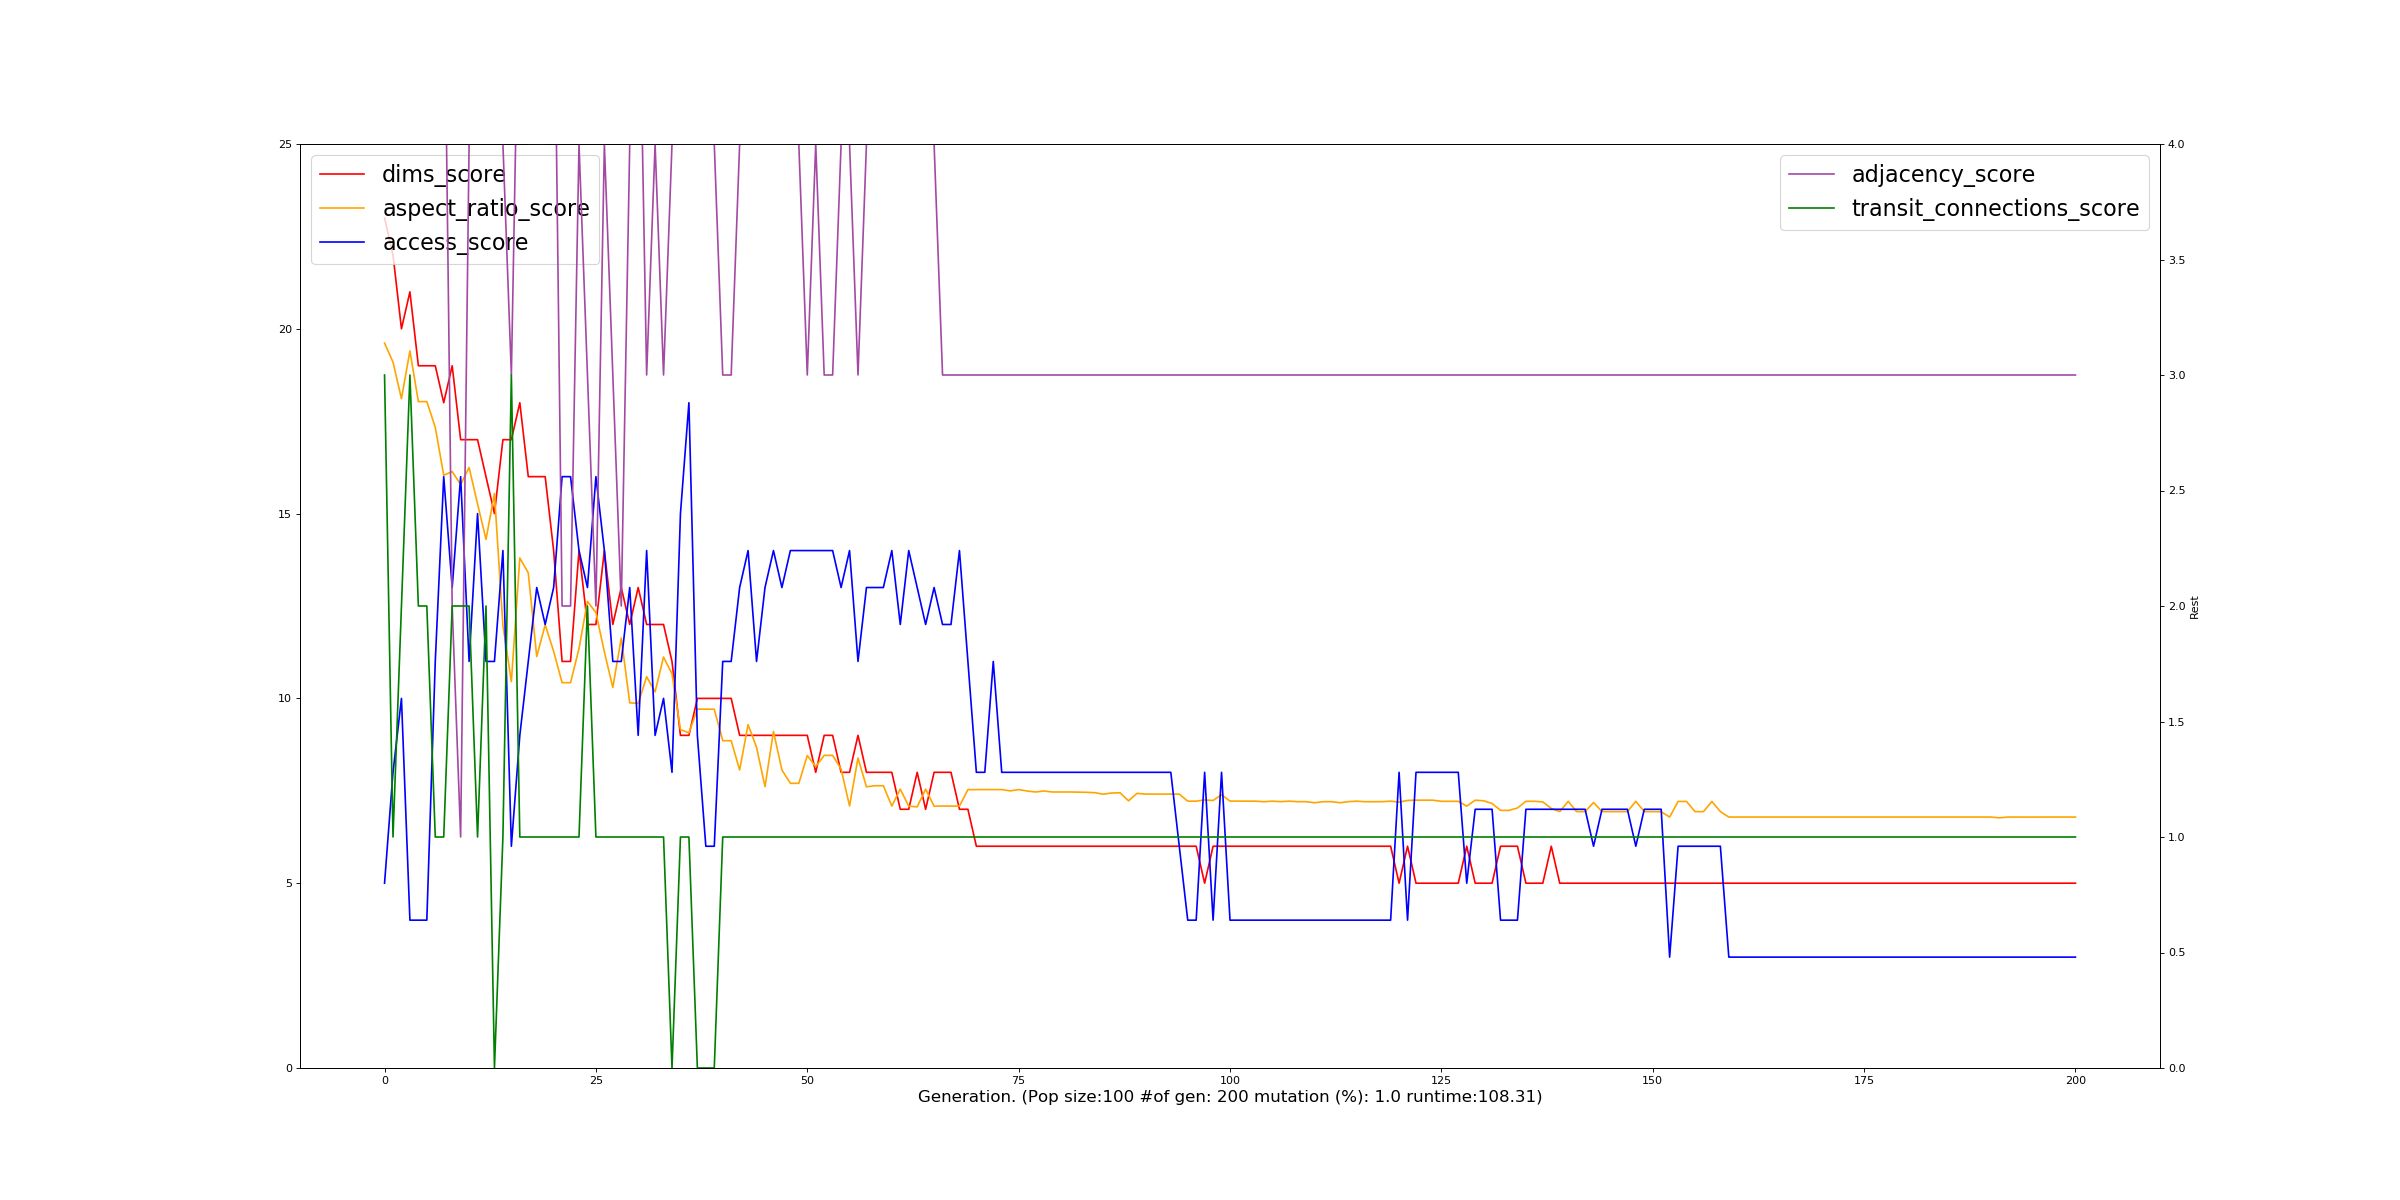 25
20
15
10
5
0
dims_score
aspect_ratio_score
access_score
adjacency_score
transit_connections_score
4.0
3.5
3.0
2.5
2.0
1.5
1.0
0.5
0.0
Rest
0 25 50 75 100 125 150 175 200
Generation. (Pop size:100 #of gen: 200 mutation (%): 1.0 runtime:108.31)